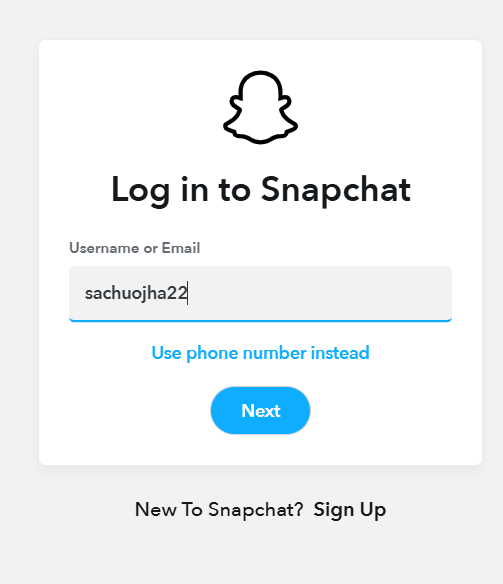 Log in to Snapchat
Username or Email
sachuojha22
Use phone number instead
Next
New To Snapchat? Sign Up